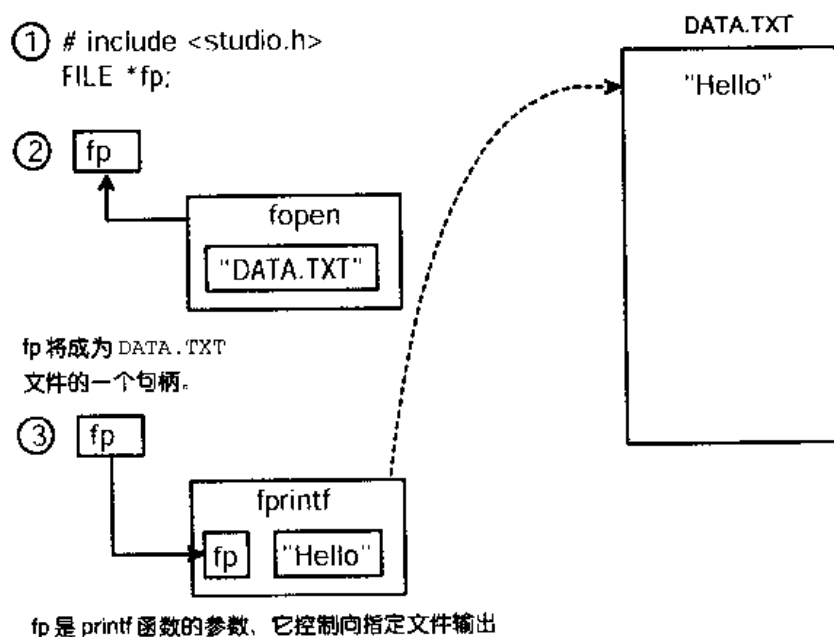 ① # include <studio.h>
FILE *fp;
② fp
fopen
"DATA.TXT"
fp 将成为 DATA.TXT
文件的一个句柄。
③ fp
fprintf
fp "Hello"
fp 是 printf 函数的参数、它控制向指定文件输出
DATA.TXT
"Hello"